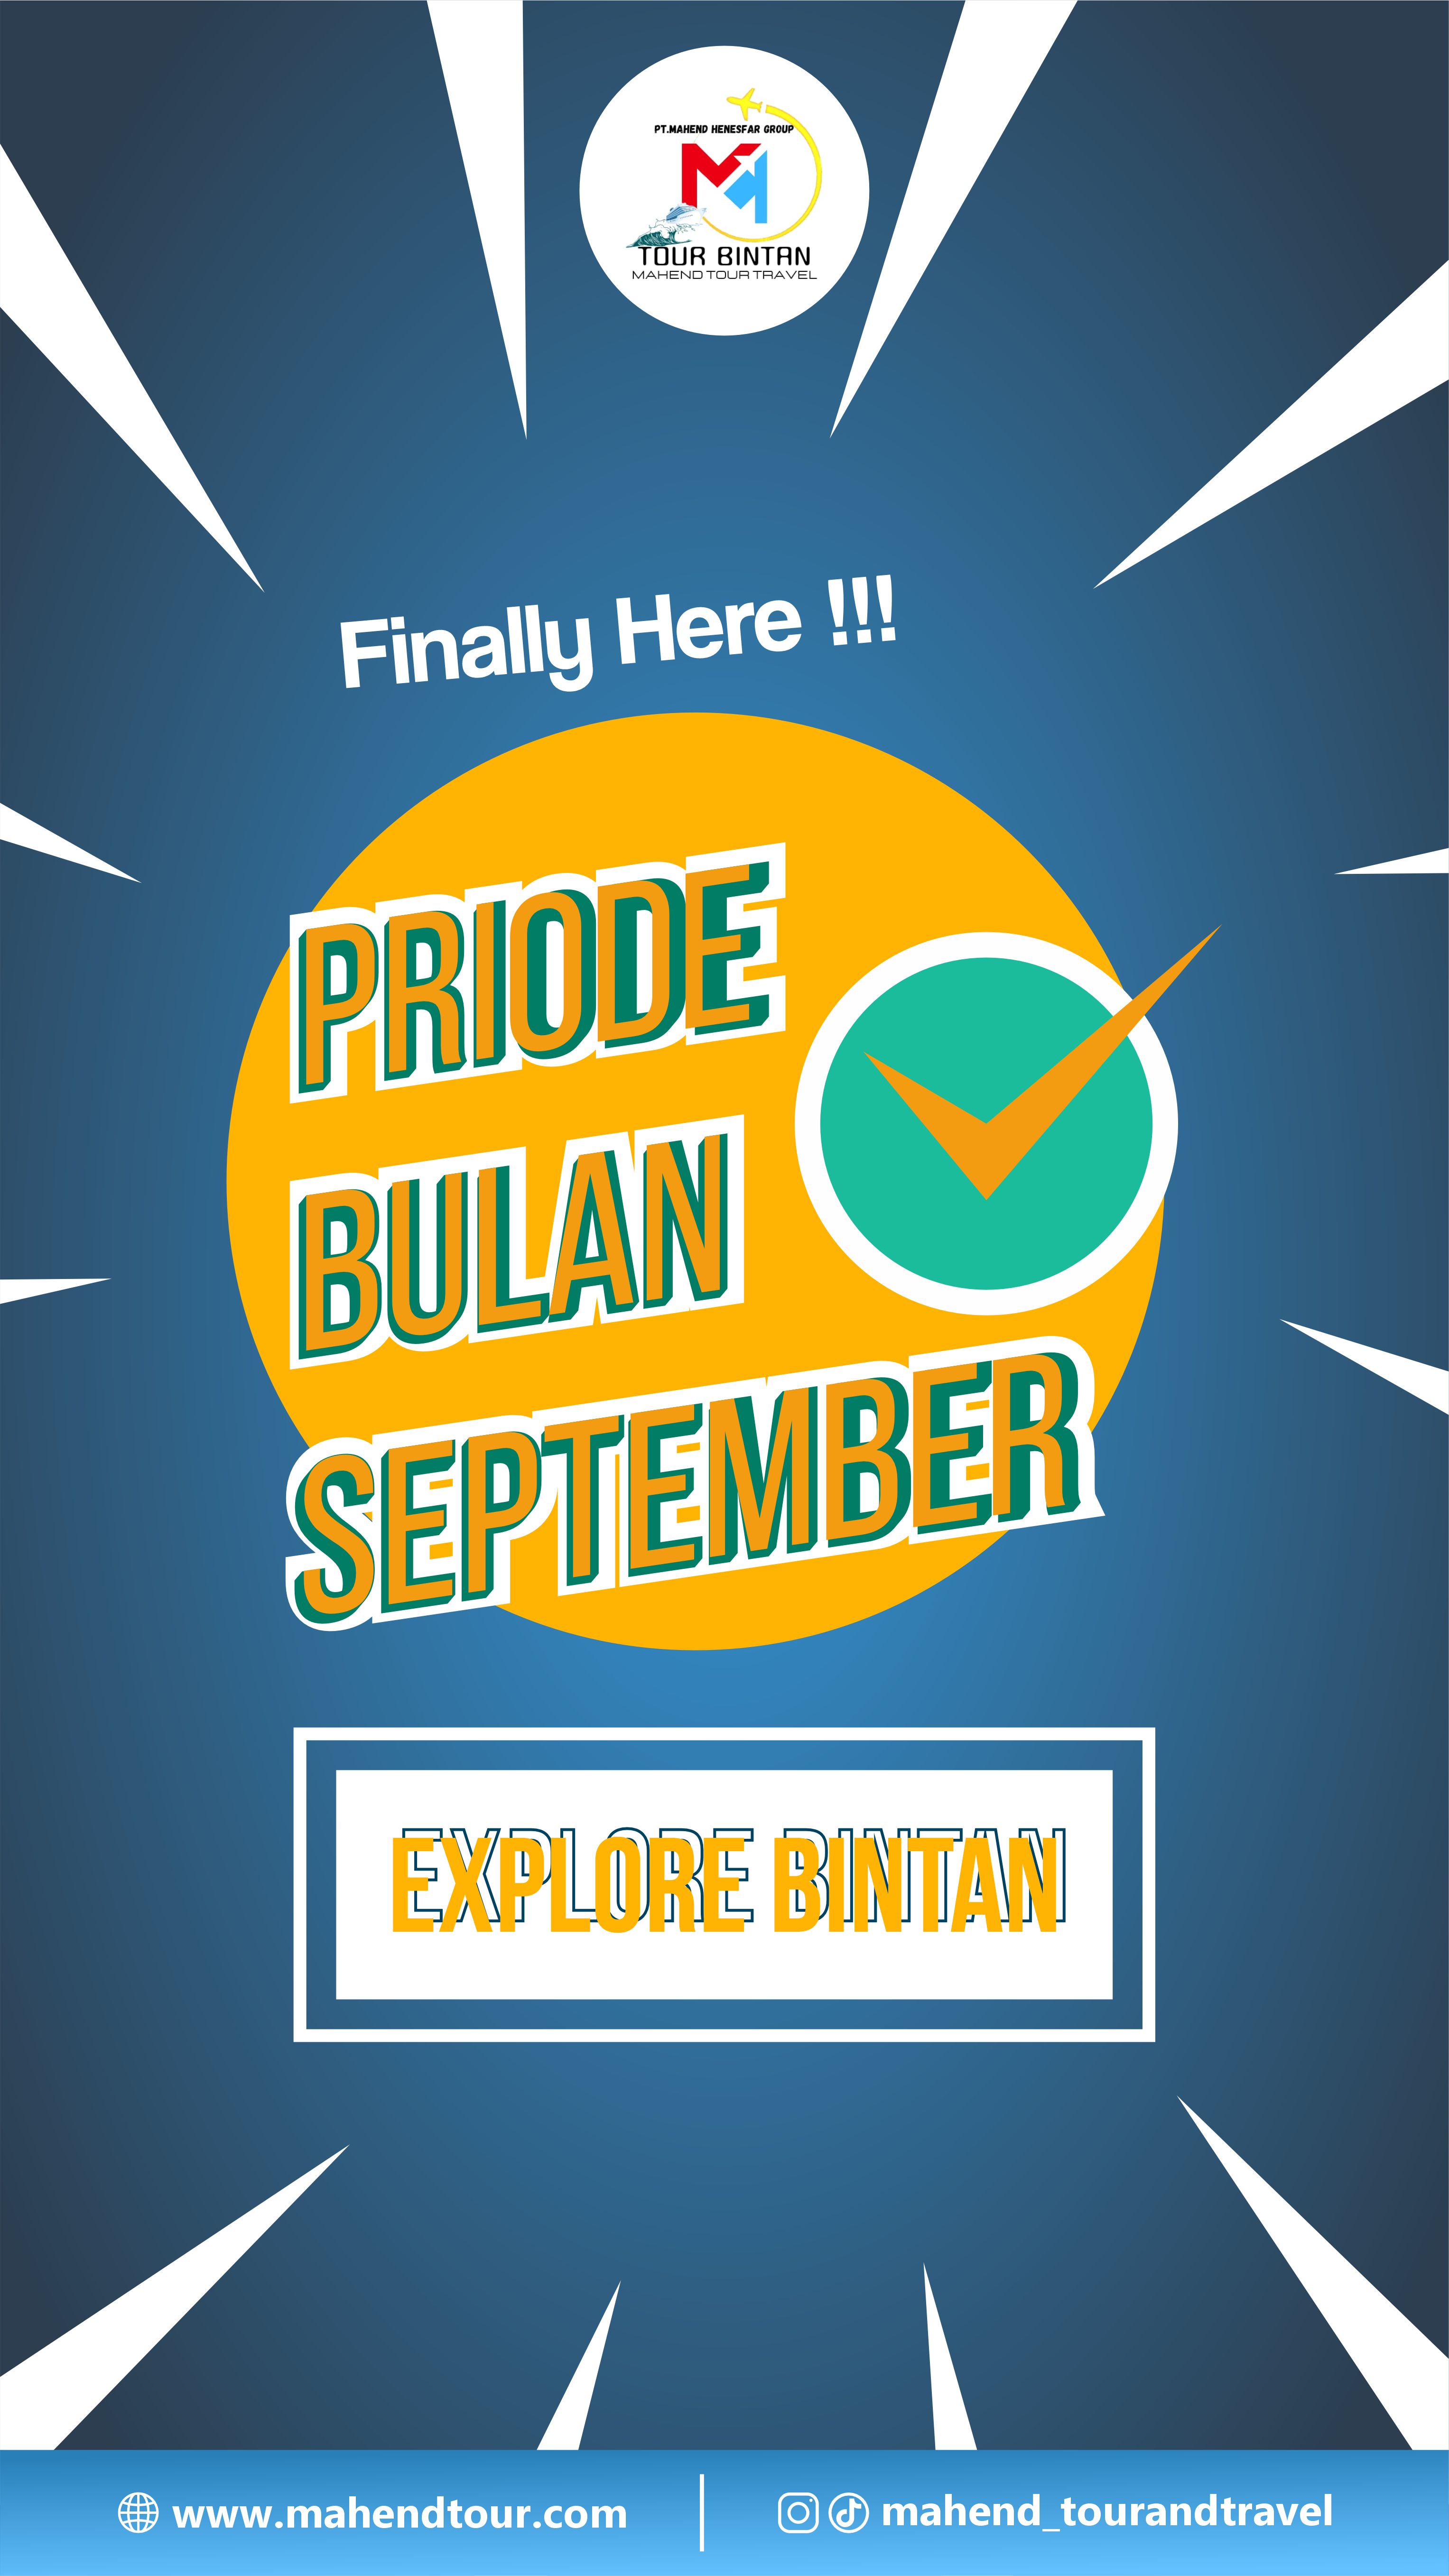 PT.MAHEND HENESFAR GROUP
TOUR BINTAN
MAHEND TOUR TRAVEL
Finally Here !!!
PRIODE
BULAN
SEPTEMBER
EXPLORE BINTAN
www.mahendtour.com
mahend_tourandtravel